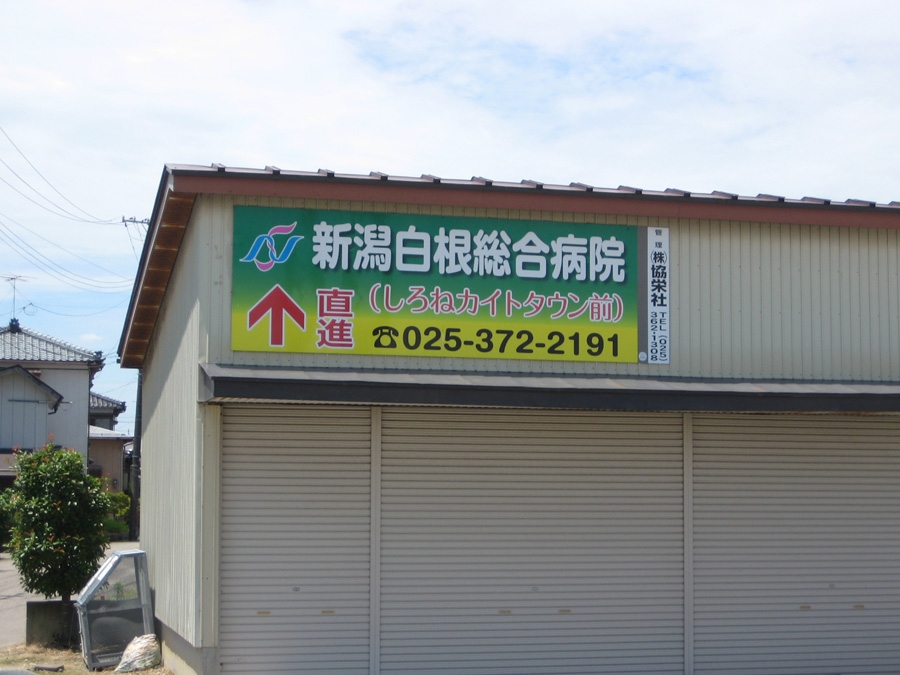 新潟白根総合病院
直進
(しろねカイトタウン前)
☎025-372-2191
管理
㈱協栄社
TEL(025)
362-1308